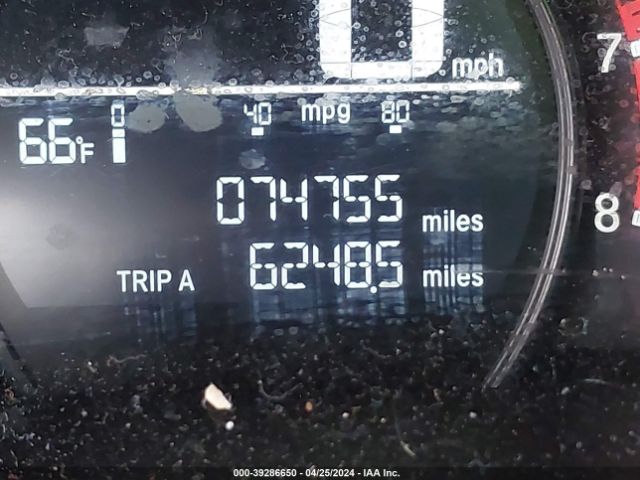 0 mph
7
0 40 mpg 80
66°F
074755 miles
8
TRIP A 6248.5 miles
000-39286650 - 04/25/2024 - IAA Inc.